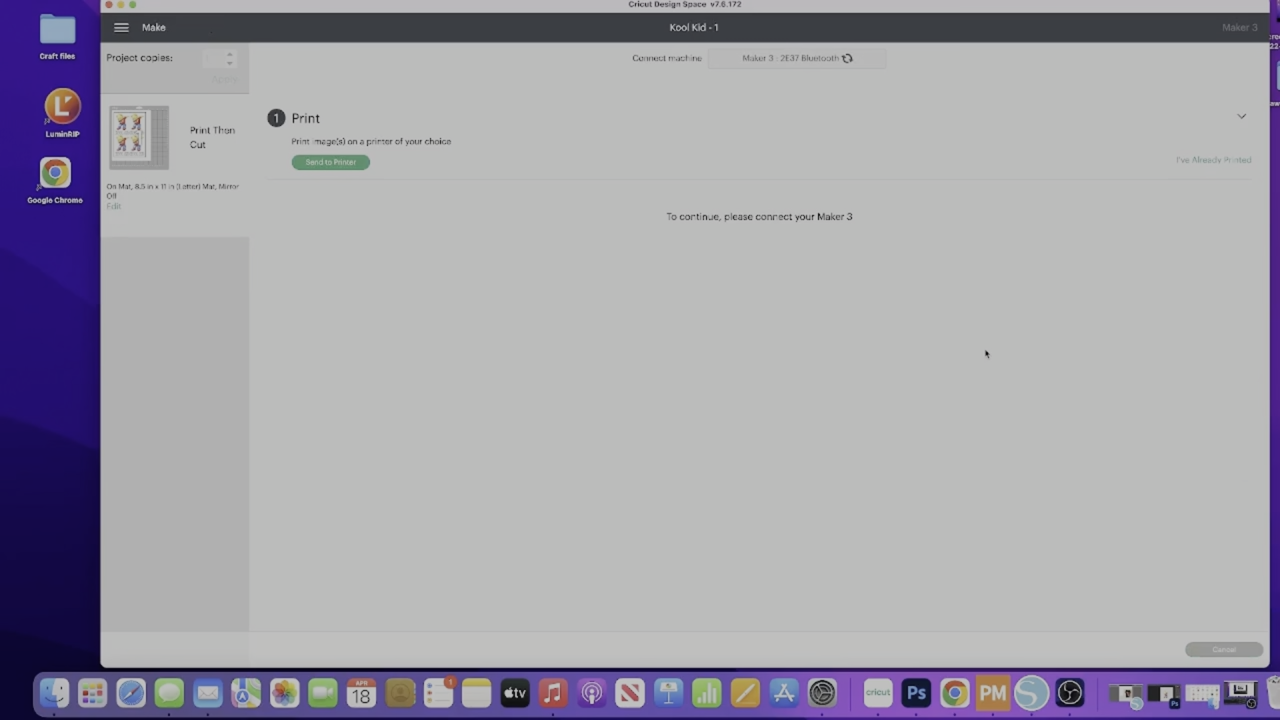 Cricut Design Space v7.6.172
Make
Kool Kid - 1
Maker 3
Project copies:
Connect machine
Maker 3 : 2E37 Bluetooth
Print Then
Cut
On Mat, 8.5 in x 11 in (Letter) Mat, Mirror
Off
Edit
1 Print
Print image(s) on a printer of your choice
Send to Printer
I've Already Printed
To continue, please connect your Maker 3
Cancel
Craft files
L
LuminRIP
Google Chrome
APR
18
1
tv
cricut
Ps
PM
S